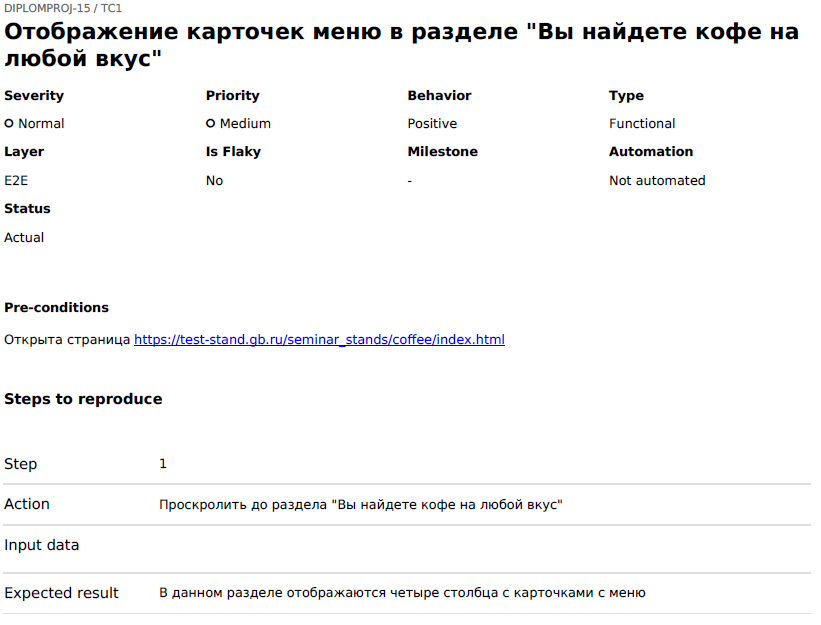 DIPLOMPROJ-15 / TC1
Отображение карточек меню в разделе "Вы найдете кофе на
любой вкус"
Severity Priority Behavior Type
Normal Medium Positive Functional
Layer Is Flaky Milestone Automation
E2E No - Not automated
Status
Actual
Pre-conditions
Открыта страница https://test-stand.gb.ru/seminar_stands/coffee/index.html
Steps to reproduce
Step 1
Action Проскролить до раздела "Вы найдете кофе на любой вкус"
Input data
Expected result В данном разделе отображаются четыре столбца с карточками с меню